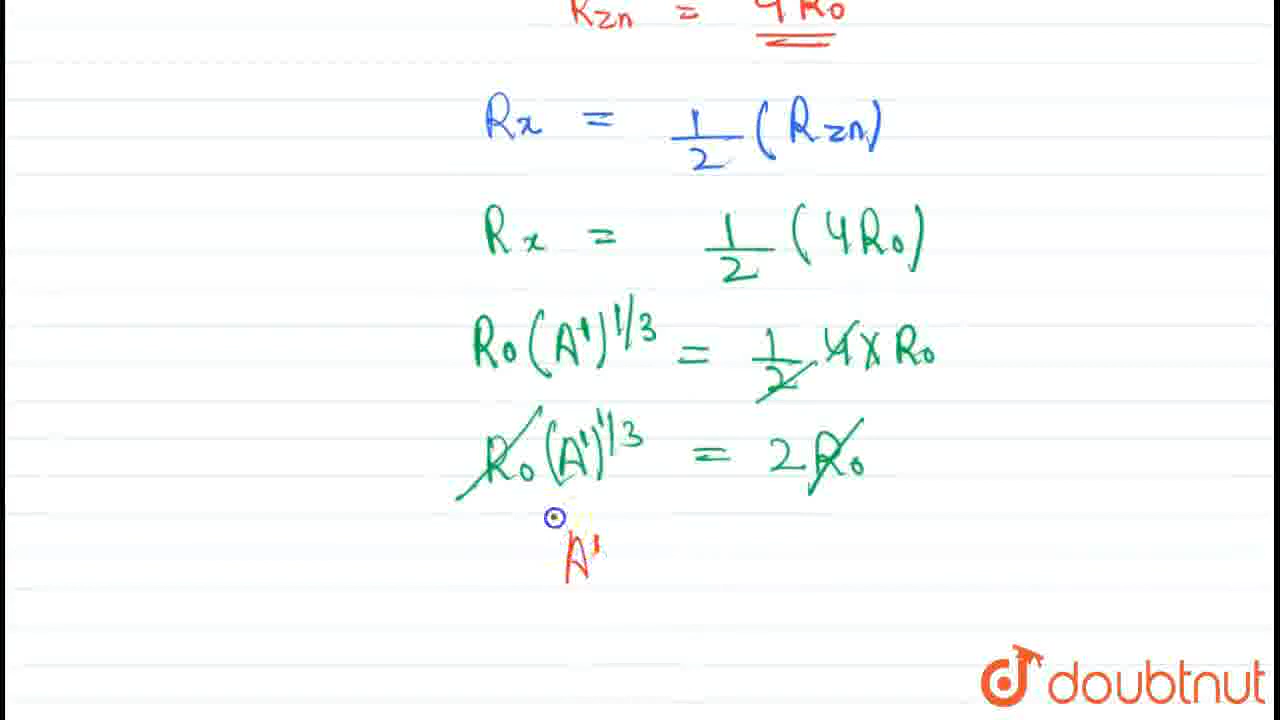 Rzn = 4R0
Rx = 1/2 (Rzn)
Rx = 1/2 (4R0)
R0(A')^1/3 = 1/2 4×R0
R0(A')^1/3 = 2R0
A'
doubtnut